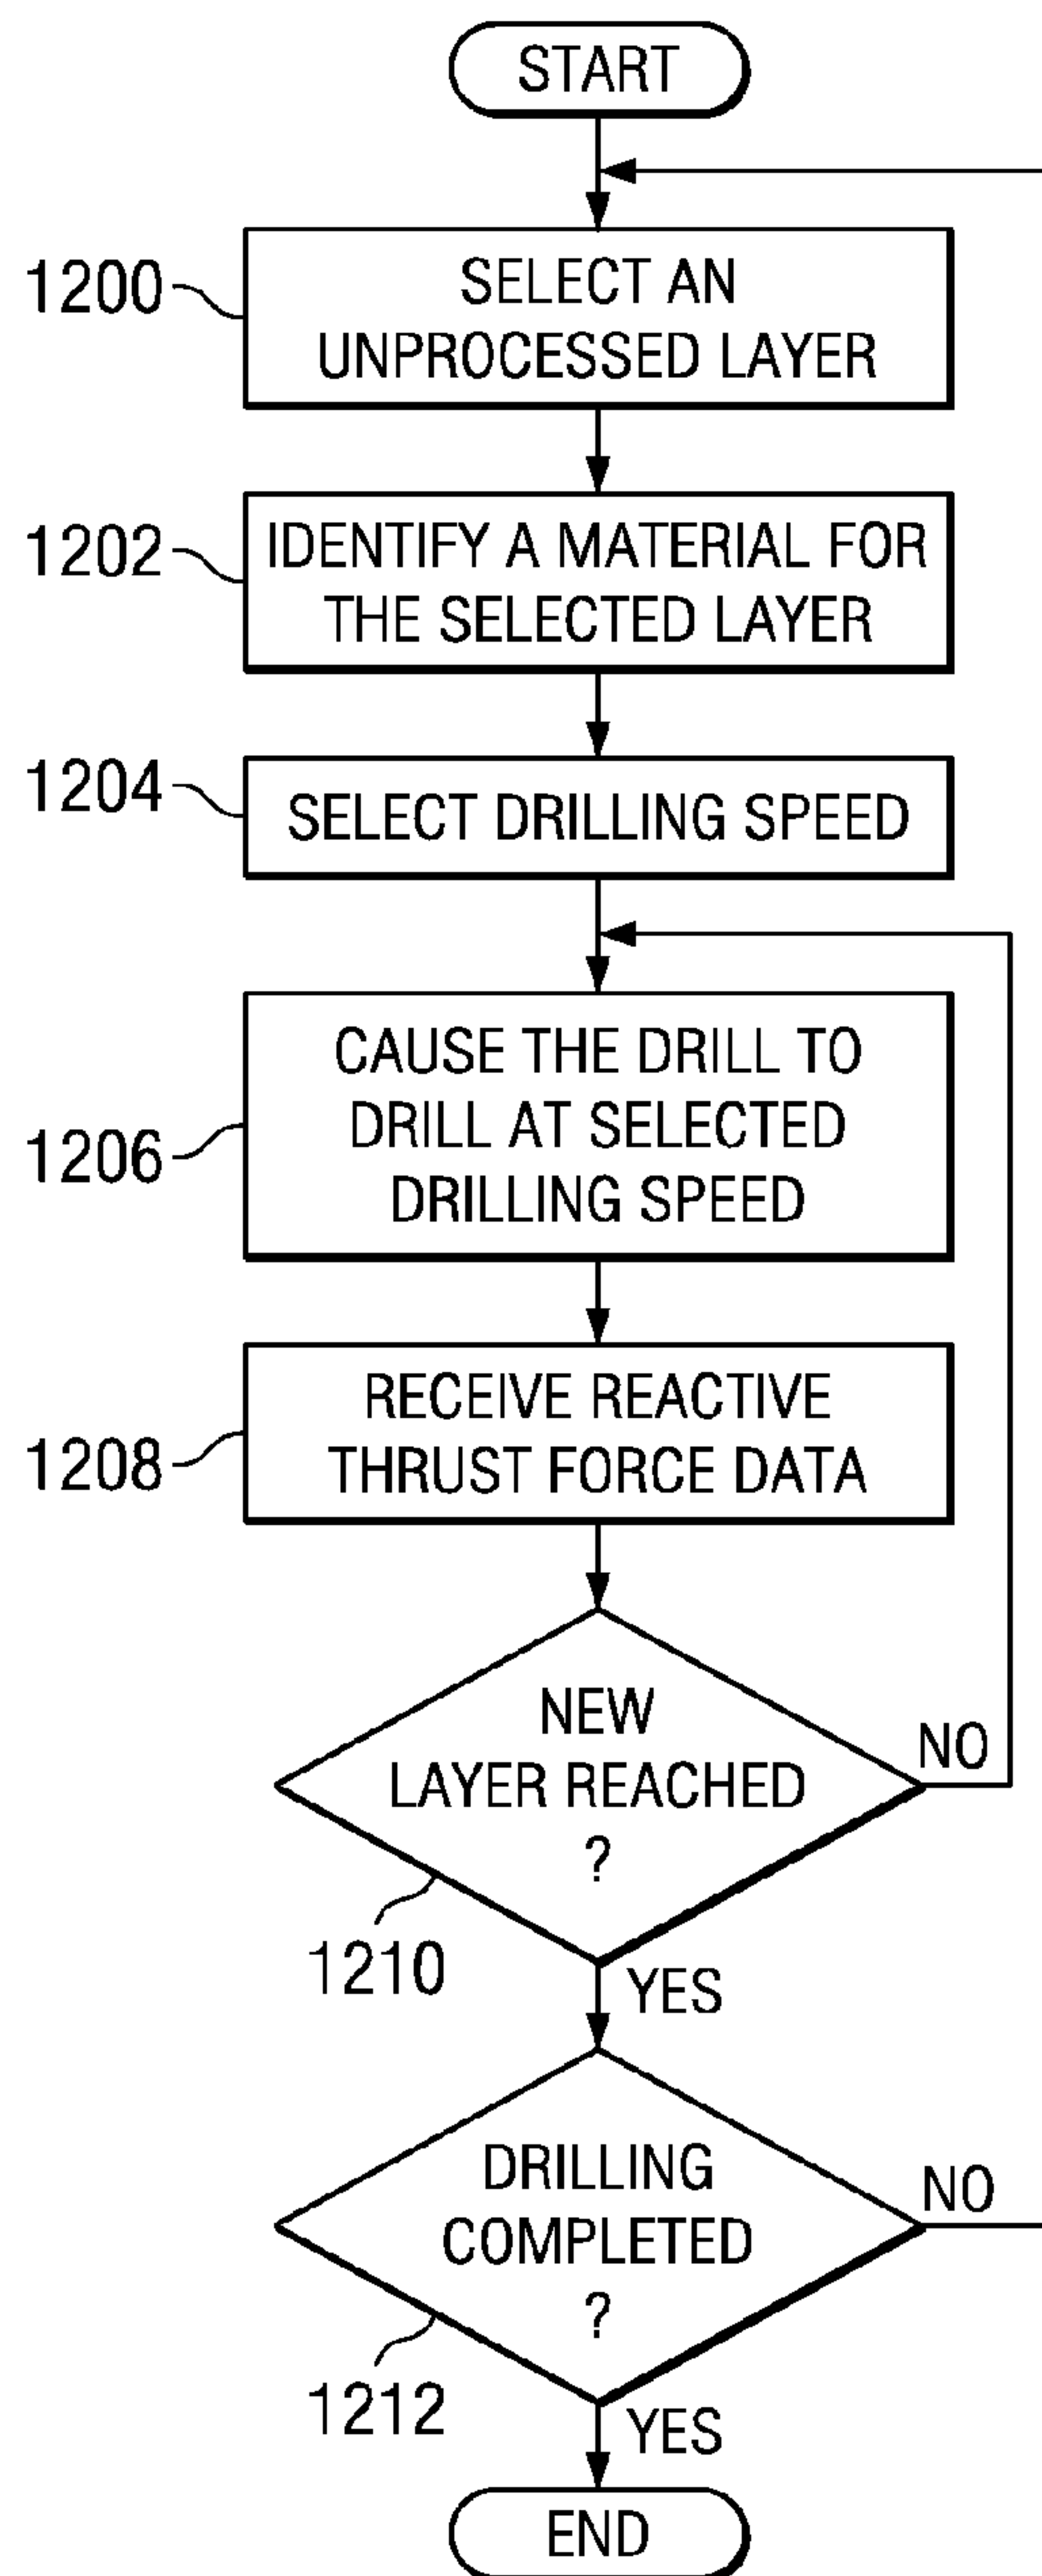 START
1200
SELECT AN
UNPROCESSED LAYER
1202
IDENTIFY A MATERIAL FOR
THE SELECTED LAYER
1204
SELECT DRILLING SPEED
1206
CAUSE THE DRILL TO
DRILL AT SELECTED
DRILLING SPEED
1208
RECEIVE REACTIVE
THRUST FORCE DATA
NEW
LAYER REACHED
?
NO
1210
YES
DRILLING
COMPLETED
?
NO
1212
YES
END